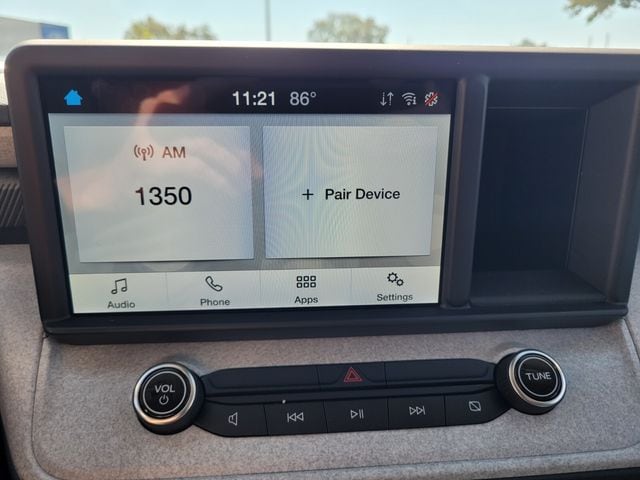 11:21 86°
AM
1350
+ Pair Device
Audio
Phone
Apps
Settings
VOL
TUNE